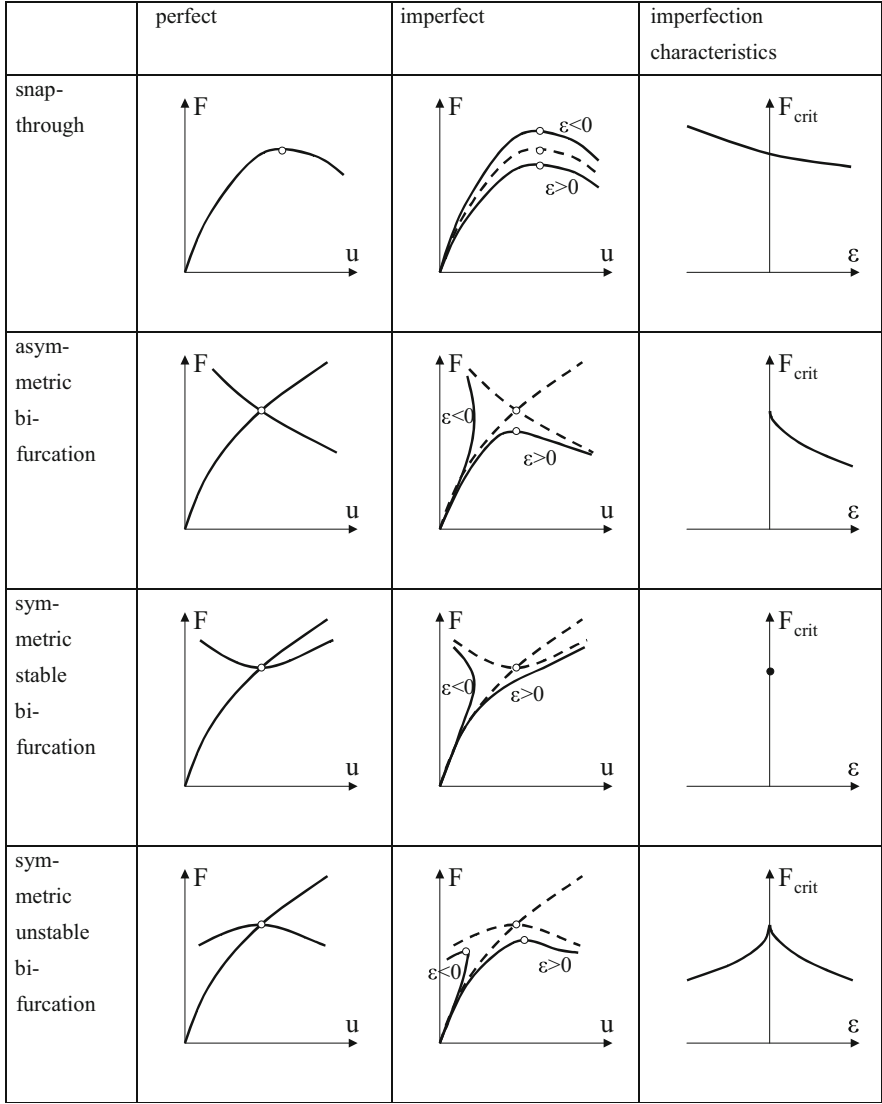 perfect
imperfect
imperfection
characteristics
snap-
through
F
u
F
ε<0
ε>0
u
F_crit
ε
asym-
metric
bi-
furcation
F
u
F
ε<0
ε>0
u
F_crit
ε
sym-
metric
stable
bi-
furcation
F
u
F
ε<0
ε>0
u
F_crit
ε
sym-
metric
unstable
bi-
furcation
F
u
F
ε<0
ε>0
u
F_crit
ε